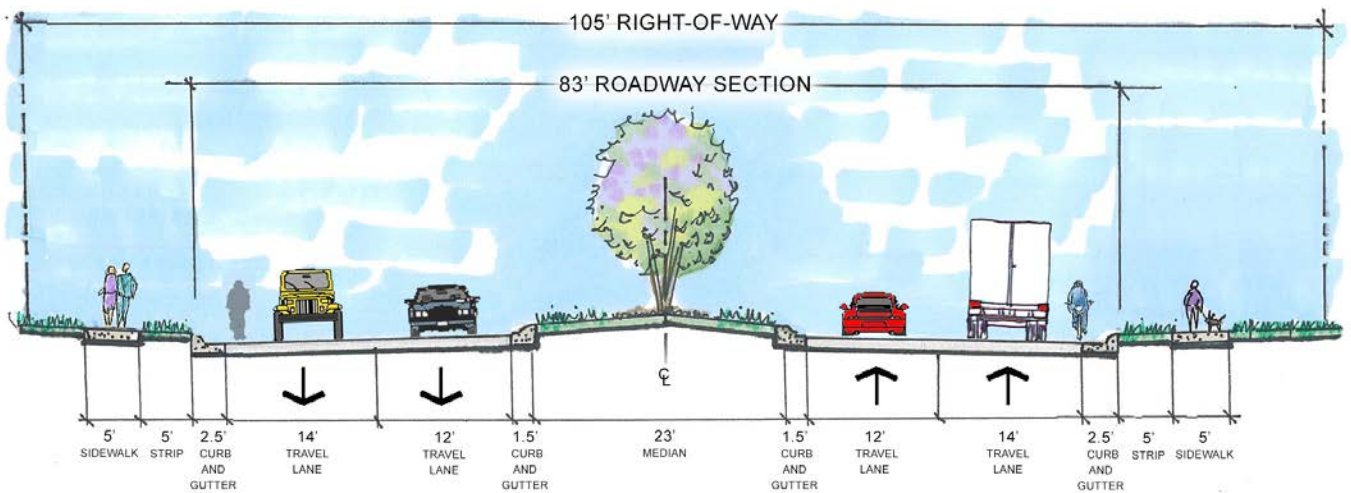 105' RIGHT-OF-WAY
83' ROADWAY SECTION
℄
5' 5' 2.5' 14' 12' 1.5' 23' 1.5' 12' 14' 2.5' 5' 5'
SIDEWALK STRIP CURB TRAVEL TRAVEL CURB MEDIAN CURB TRAVEL TRAVEL CURB STRIP SIDEWALK
AND LANE LANE AND AND LANE LANE AND
GUTTER GUTTER GUTTER GUTTER